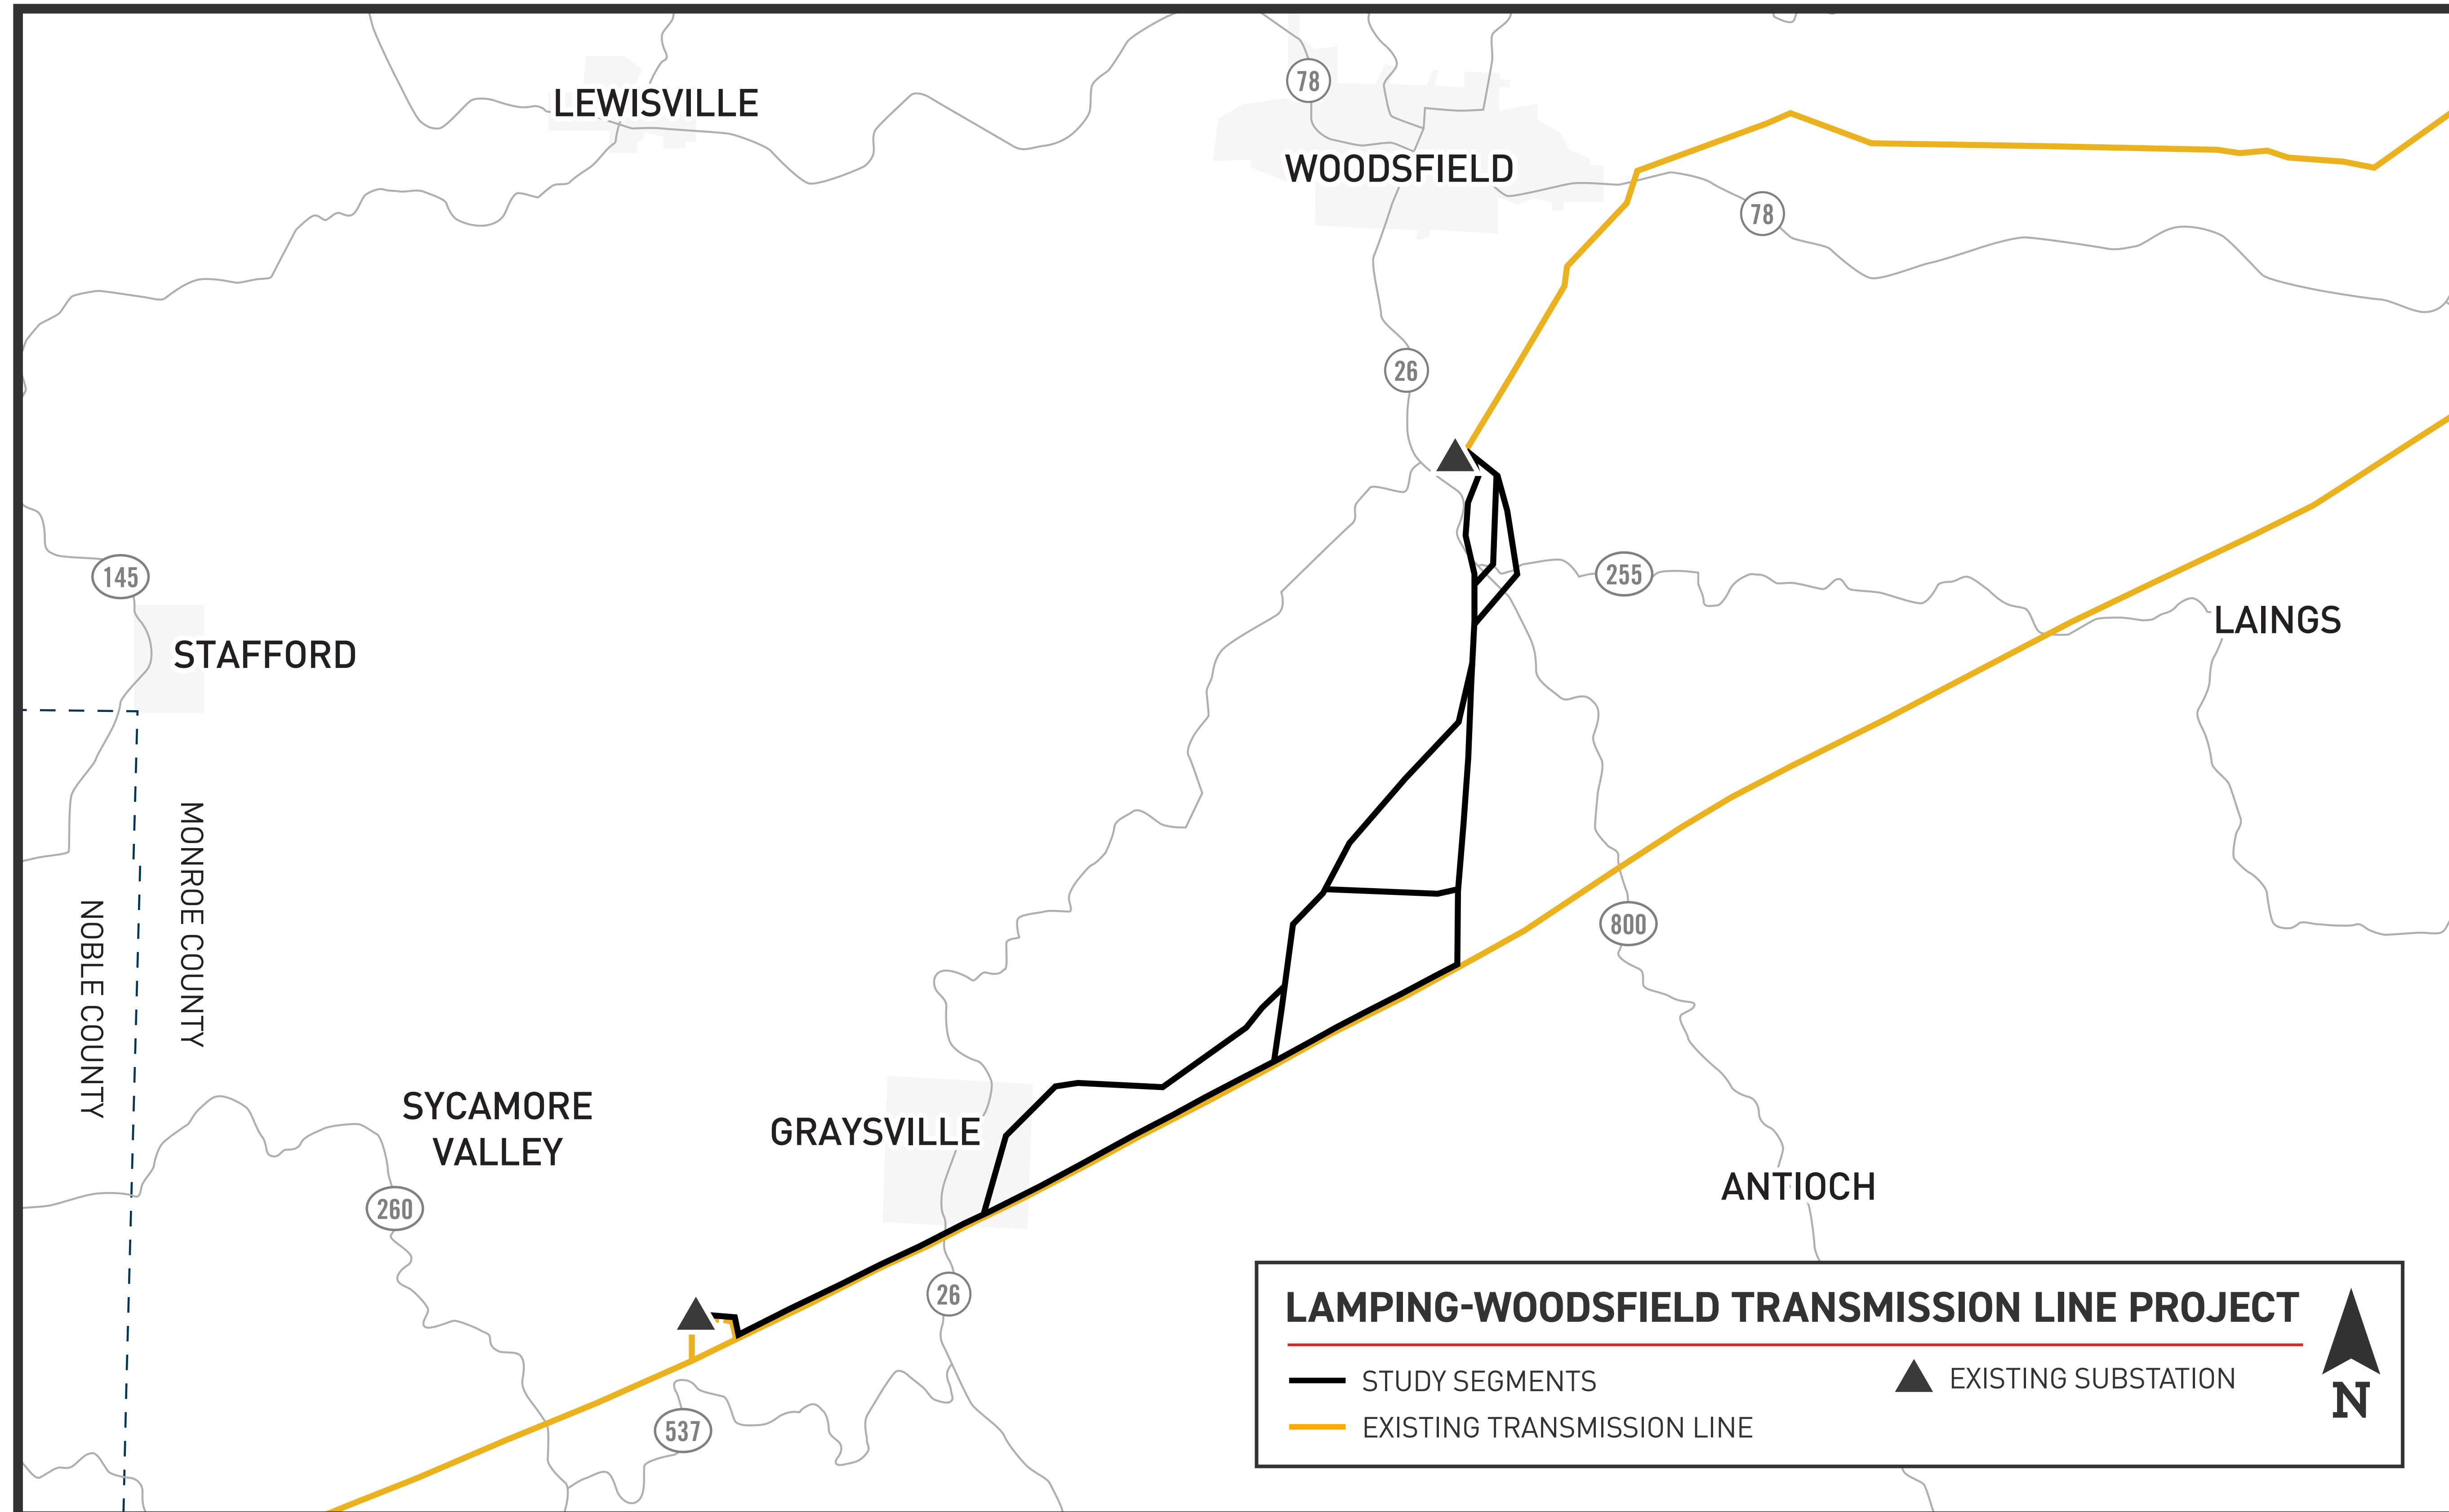 LEWISVILLE
78
WOODSFIELD
78
26
145
255
STAFFORD
LAINGS
MONROE COUNTY
NOBLE COUNTY
800
SYCAMORE
VALLEY
GRAYSVILLE
ANTIOCH
260
26
537
LAMPING-WOODSFIELD TRANSMISSION LINE PROJECT
STUDY SEGMENTS
EXISTING SUBSTATION
EXISTING TRANSMISSION LINE
N